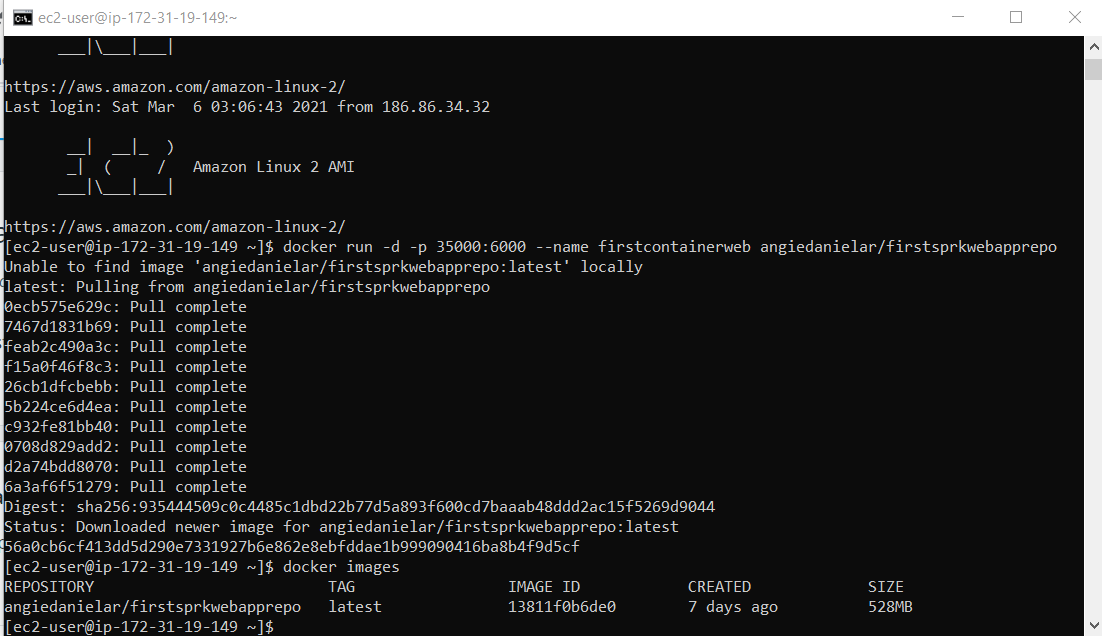 ec2-user@ip-172-31-19-149:~
___|\___|___|
https://aws.amazon.com/amazon-linux-2/
Last login: Sat Mar  6 03:06:43 2021 from 186.86.34.32
__|  __|_  )
_|  (     /   Amazon Linux 2 AMI
___|\___|___|
https://aws.amazon.com/amazon-linux-2/
[ec2-user@ip-172-31-19-149 ~]$ docker run -d -p 35000:6000 --name firstcontainerweb angiedanielar/firstsprkwebapprepo
Unable to find image 'angiedanielar/firstsprkwebapprepo:latest' locally
latest: Pulling from angiedanielar/firstsprkwebapprepo
0ecb575e629c: Pull complete
7467d1831b69: Pull complete
feab2c490a3c: Pull complete
f15a0f46f8c3: Pull complete
26cb1dfcbebb: Pull complete
5b224ce6d4ea: Pull complete
c932fe81bb40: Pull complete
0708d829add2: Pull complete
d2a74bdd8070: Pull complete
6a3af6f51279: Pull complete
Digest: sha256:935444509c0c4485c1dbd22b77d5a893f600cd7baaab48ddd2ac15f5269d9044
Status: Downloaded newer image for angiedanielar/firstsprkwebapprepo:latest
56a0cb6cf413dd5d290e7331927b6e862e8ebfddae1b999090416ba8b4f9d5cf
[ec2-user@ip-172-31-19-149 ~]$ docker images
REPOSITORY                          TAG                 IMAGE ID            CREATED             SIZE
angiedanielar/firstsprkwebapprepo   latest              13811f0b6de0        7 days ago          528MB
[ec2-user@ip-172-31-19-149 ~]$